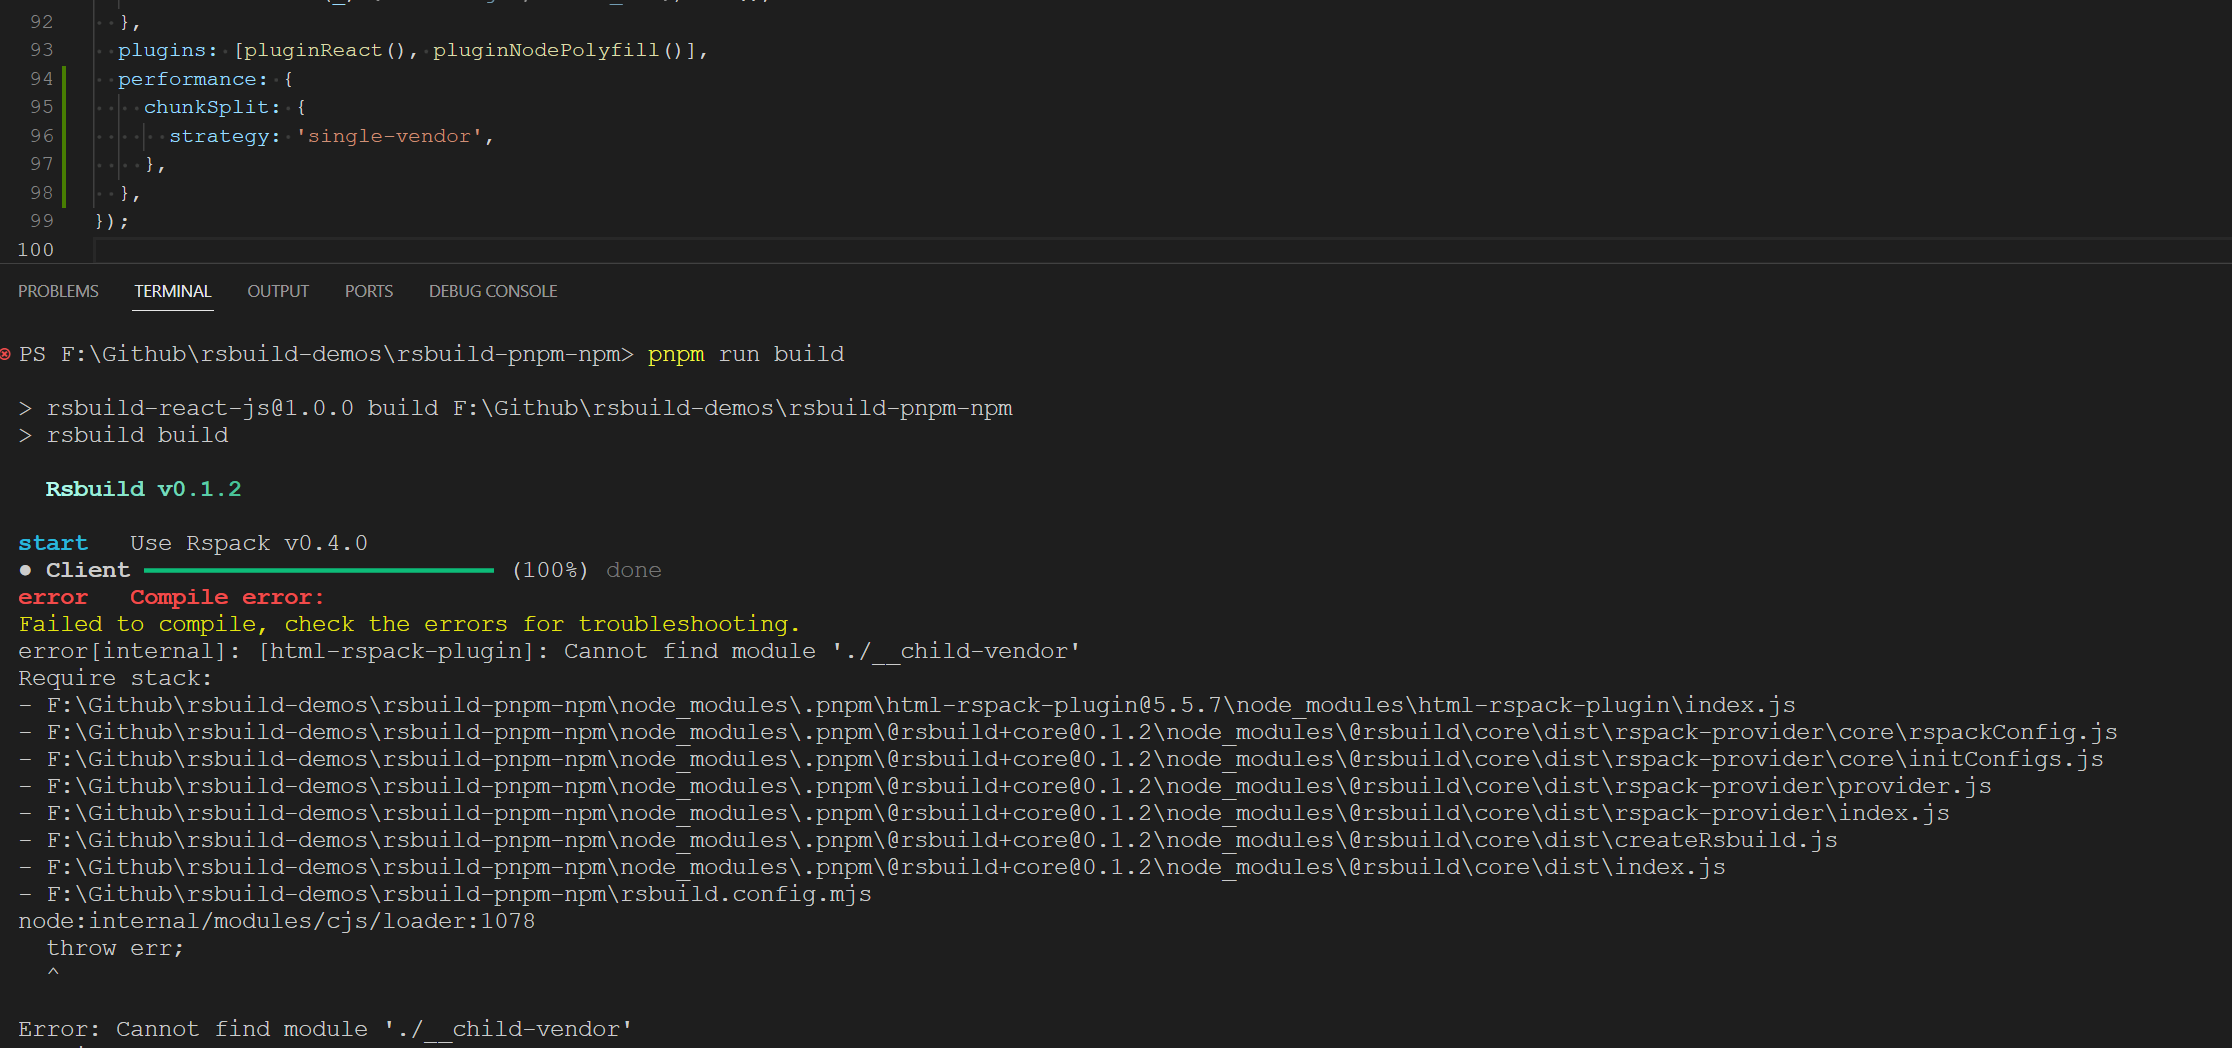 92 },
93 plugins: [pluginReact(), pluginNodePolyfill()],
94 performance: {
95 chunkSplit: {
96 strategy: 'single-vendor',
97 },
98 },
99 });
100
PROBLEMS TERMINAL OUTPUT PORTS DEBUG CONSOLE
PS F:\Github\rsbuild-demos\rsbuild-pnpm-npm> pnpm run build
> rsbuild-react-js@1.0.0 build F:\Github\rsbuild-demos\rsbuild-pnpm-npm
> rsbuild build
Rsbuild v0.1.2
start Use Rspack v0.4.0
● Client (100%) done
error Compile error:
Failed to compile, check the errors for troubleshooting.
error[internal]: [html-rspack-plugin]: Cannot find module './__child-vendor'
Require stack:
- F:\Github\rsbuild-demos\rsbuild-pnpm-npm\node_modules\.pnpm\html-rspack-plugin@5.5.7\node_modules\html-rspack-plugin\index.js
- F:\Github\rsbuild-demos\rsbuild-pnpm-npm\node_modules\.pnpm\@rsbuild+core@0.1.2\node_modules\@rsbuild\core\dist\rspack-provider\core\rspackConfig.js
- F:\Github\rsbuild-demos\rsbuild-pnpm-npm\node_modules\.pnpm\@rsbuild+core@0.1.2\node_modules\@rsbuild\core\dist\rspack-provider\core\initConfigs.js
- F:\Github\rsbuild-demos\rsbuild-pnpm-npm\node_modules\.pnpm\@rsbuild+core@0.1.2\node_modules\@rsbuild\core\dist\rspack-provider\provider.js
- F:\Github\rsbuild-demos\rsbuild-pnpm-npm\node_modules\.pnpm\@rsbuild+core@0.1.2\node_modules\@rsbuild\core\dist\rspack-provider\index.js
- F:\Github\rsbuild-demos\rsbuild-pnpm-npm\node_modules\.pnpm\@rsbuild+core@0.1.2\node_modules\@rsbuild\core\dist\createRsbuild.js
- F:\Github\rsbuild-demos\rsbuild-pnpm-npm\node_modules\.pnpm\@rsbuild+core@0.1.2\node_modules\@rsbuild\core\dist\index.js
- F:\Github\rsbuild-demos\rsbuild-pnpm-npm\rsbuild.config.mjs
node:internal/modules/cjs/loader:1078
throw err;
^
Error: Cannot find module './__child-vendor'